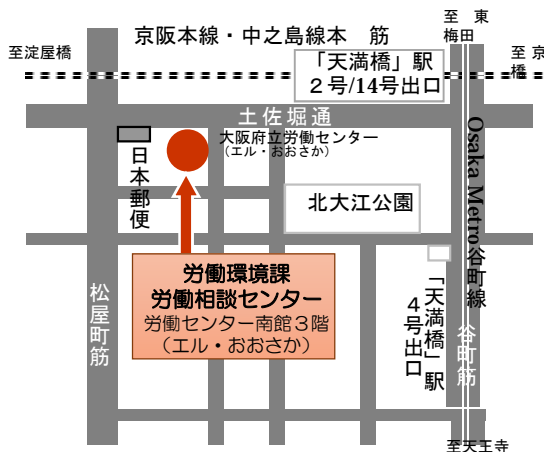 至　東
梅田
京阪本線・中之島線本　筋
至淀屋橋
至 京
橋
「天満橋」駅
２号/14号出口
土佐堀通
大阪府立労働センター
（エル・おおさか）
日本郵便
北大江公園
Osaka Metro谷町線
労働環境課
労働相談センター
労働センター南館３階
（エル・おおさか）
松屋町筋
「天満橋」駅
４号出口
谷町筋
至天王寺